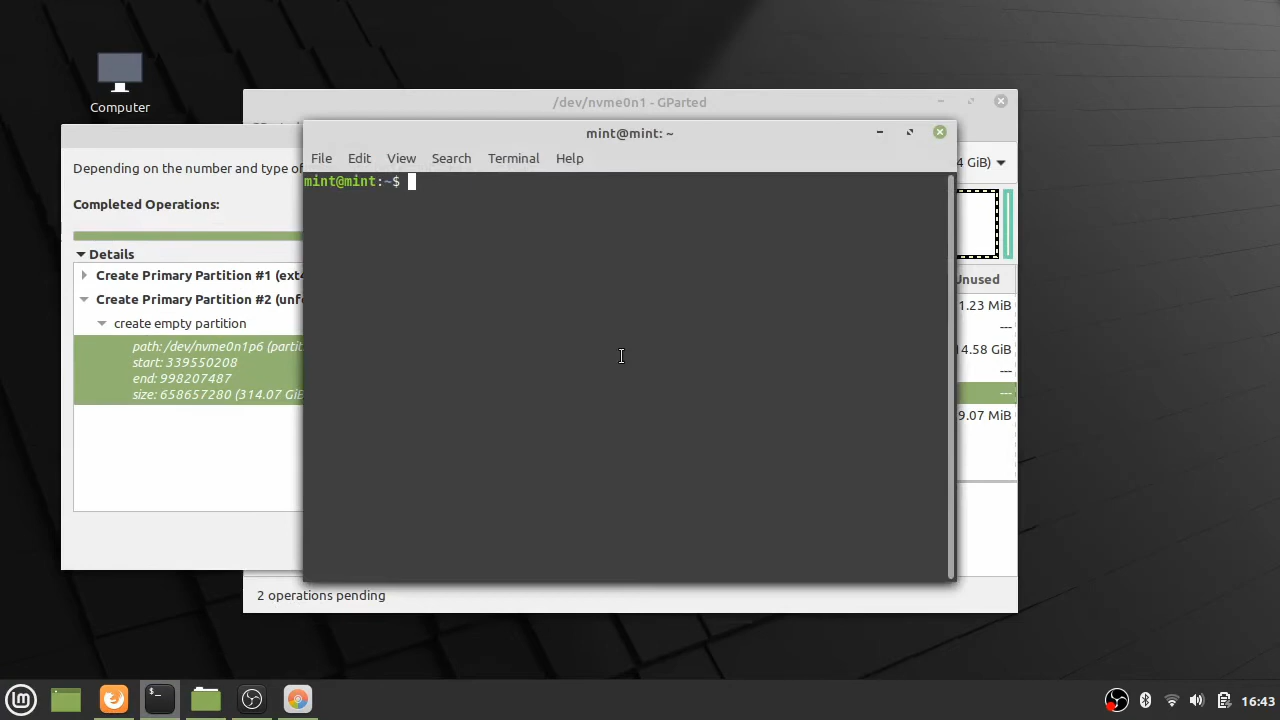 Computer
/dev/nvme0n1 - GParted
mint@mint: ~
File Edit View Search Terminal Help
mint@mint:~$
Depending on the number and type of
Completed Operations:
Details
Create Primary Partition #1 (ext4
Create Primary Partition #2 (unfo
create empty partition
path: /dev/nvme0n1p6 (partit
start: 339550208
end: 998207487
size: 658657280 (314.07 GiB
4 GiB)
Unused
1.23 MiB
---
14.58 GiB
---
---
9.07 MiB
2 operations pending
$_
16:43